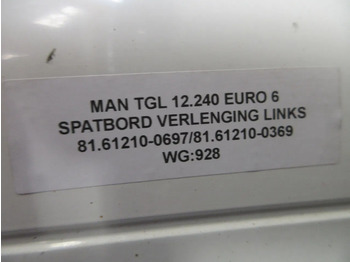 MAN TGL 12.240 EURO 6
SPATBORD VERLENGING LINKS
81.61210-0697/81.61210-0369
WG:928